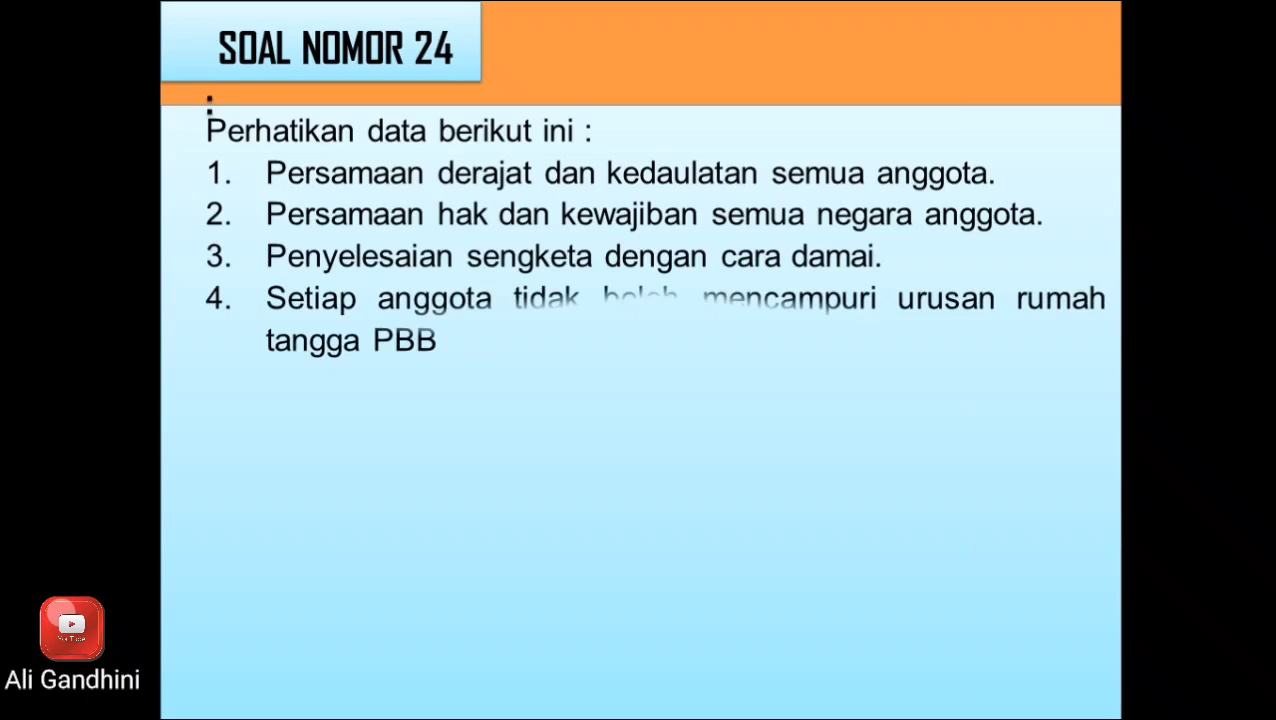 SOAL NOMOR 24
:
Perhatikan data berikut ini :
1. Persamaan derajat dan kedaulatan semua anggota.
2. Persamaan hak dan kewajiban semua negara anggota.
3. Penyelesaian sengketa dengan cara damai.
4. Setiap anggota tidak boleh mencampuri urusan rumah
tangga PBB
YouTube
Ali Gandhini